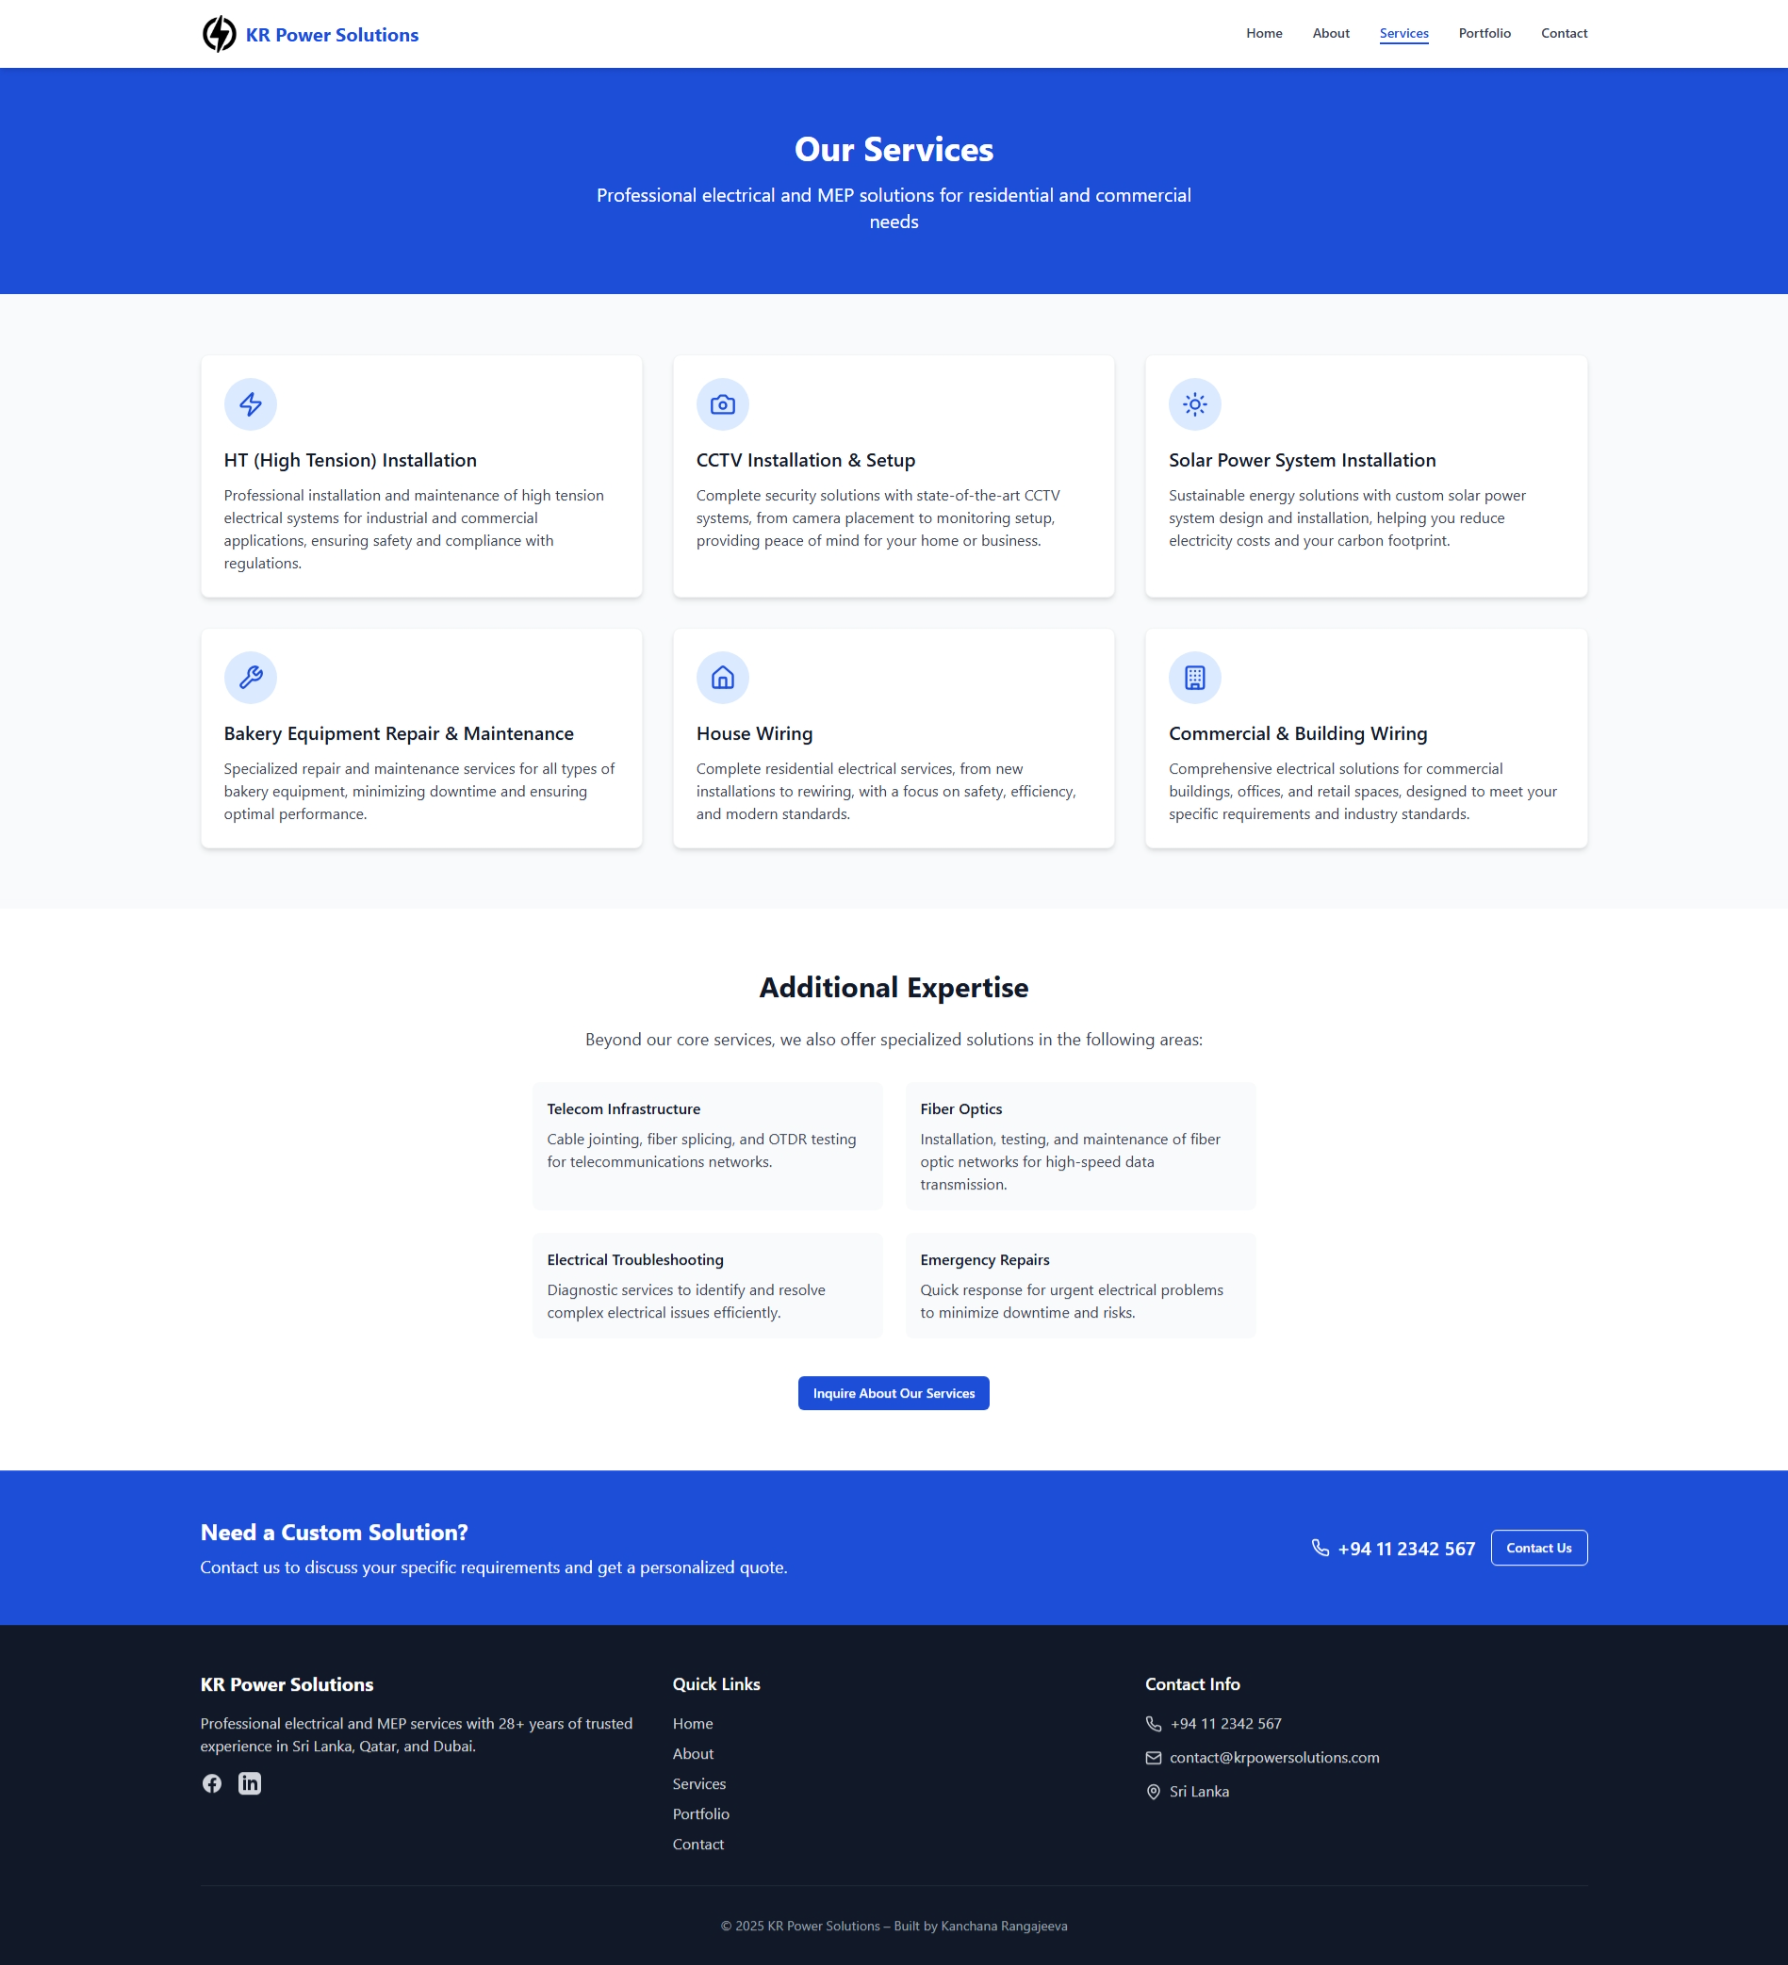 KR Power Solutions
Home
About
Services
Portfolio
Contact
Our Services
Professional electrical and MEP solutions for residential and commercial
needs
HT (High Tension) Installation
Professional installation and maintenance of high tension
electrical systems for industrial and commercial
applications, ensuring safety and compliance with
regulations.
CCTV Installation & Setup
Complete security solutions with state-of-the-art CCTV
systems, from camera placement to monitoring setup,
providing peace of mind for your home or business.
Solar Power System Installation
Sustainable energy solutions with custom solar power
system design and installation, helping you reduce
electricity costs and your carbon footprint.
Bakery Equipment Repair & Maintenance
Specialized repair and maintenance services for all types of
bakery equipment, minimizing downtime and ensuring
optimal performance.
House Wiring
Complete residential electrical services, from new
installations to rewiring, with a focus on safety, efficiency,
and modern standards.
Commercial & Building Wiring
Comprehensive electrical solutions for commercial
buildings, offices, and retail spaces, designed to meet your
specific requirements and industry standards.
Additional Expertise
Beyond our core services, we also offer specialized solutions in the following areas:
Telecom Infrastructure
Cable jointing, fiber splicing, and OTDR testing
for telecommunications networks.
Fiber Optics
Installation, testing, and maintenance of fiber
optic networks for high-speed data
transmission.
Electrical Troubleshooting
Diagnostic services to identify and resolve
complex electrical issues efficiently.
Emergency Repairs
Quick response for urgent electrical problems
to minimize downtime and risks.
Inquire About Our Services
Need a Custom Solution?
Contact us to discuss your specific requirements and get a personalized quote.
+94 11 2342 567
Contact Us
KR Power Solutions
Professional electrical and MEP services with 28+ years of trusted
experience in Sri Lanka, Qatar, and Dubai.
Quick Links
Home
About
Services
Portfolio
Contact
Contact Info
+94 11 2342 567
contact@krpowersolutions.com
Sri Lanka
© 2025 KR Power Solutions – Built by Kanchana Rangajeeva